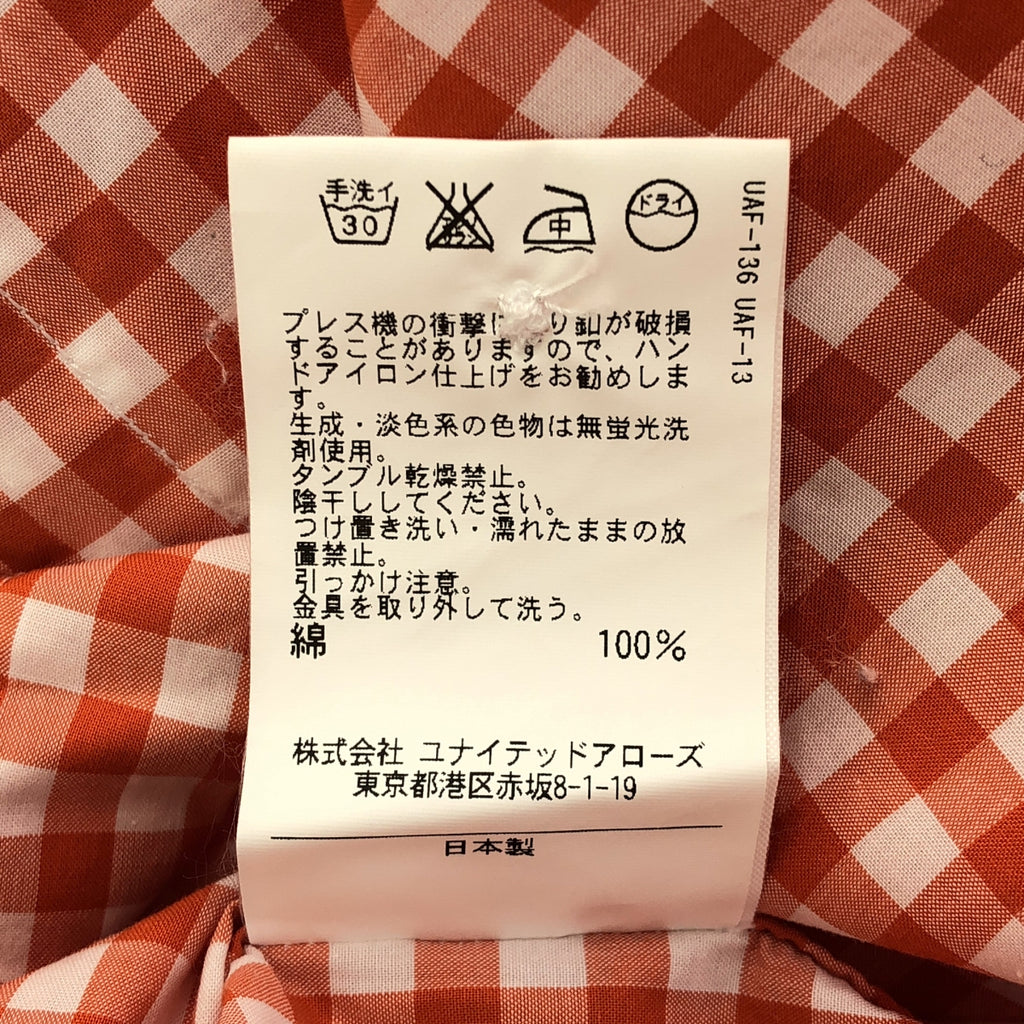 手洗イ
30
中
ドライ
UAF-136 UAF-13
プレス機の衝撃に り釦が破損
することがありますので、ハン
ドアイロン仕上げをお勧めしま
す。
生成・淡色系の色物は無蛍光洗
剤使用。
タンブル乾燥禁止。
陰干ししてください。
つけ置き洗い・濡れたままの放
置禁止。
引っかけ注意。
金具を取り外して洗う。
綿 100%
株式会社 ユナイテッドアローズ
東京都港区赤坂8-1-19
日本製